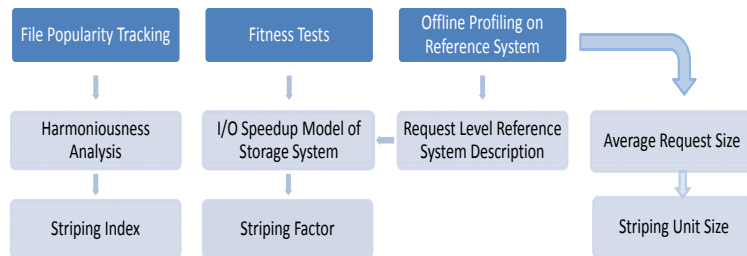 File Popularity Tracking
Fitness Tests
Offline Profiling on
Reference System
Harmoniousness
Analysis
I/O Speedup Model of
Storage System
Request Level Reference
System Description
Average Request Size
Striping Index
Striping Factor
Striping Unit Size